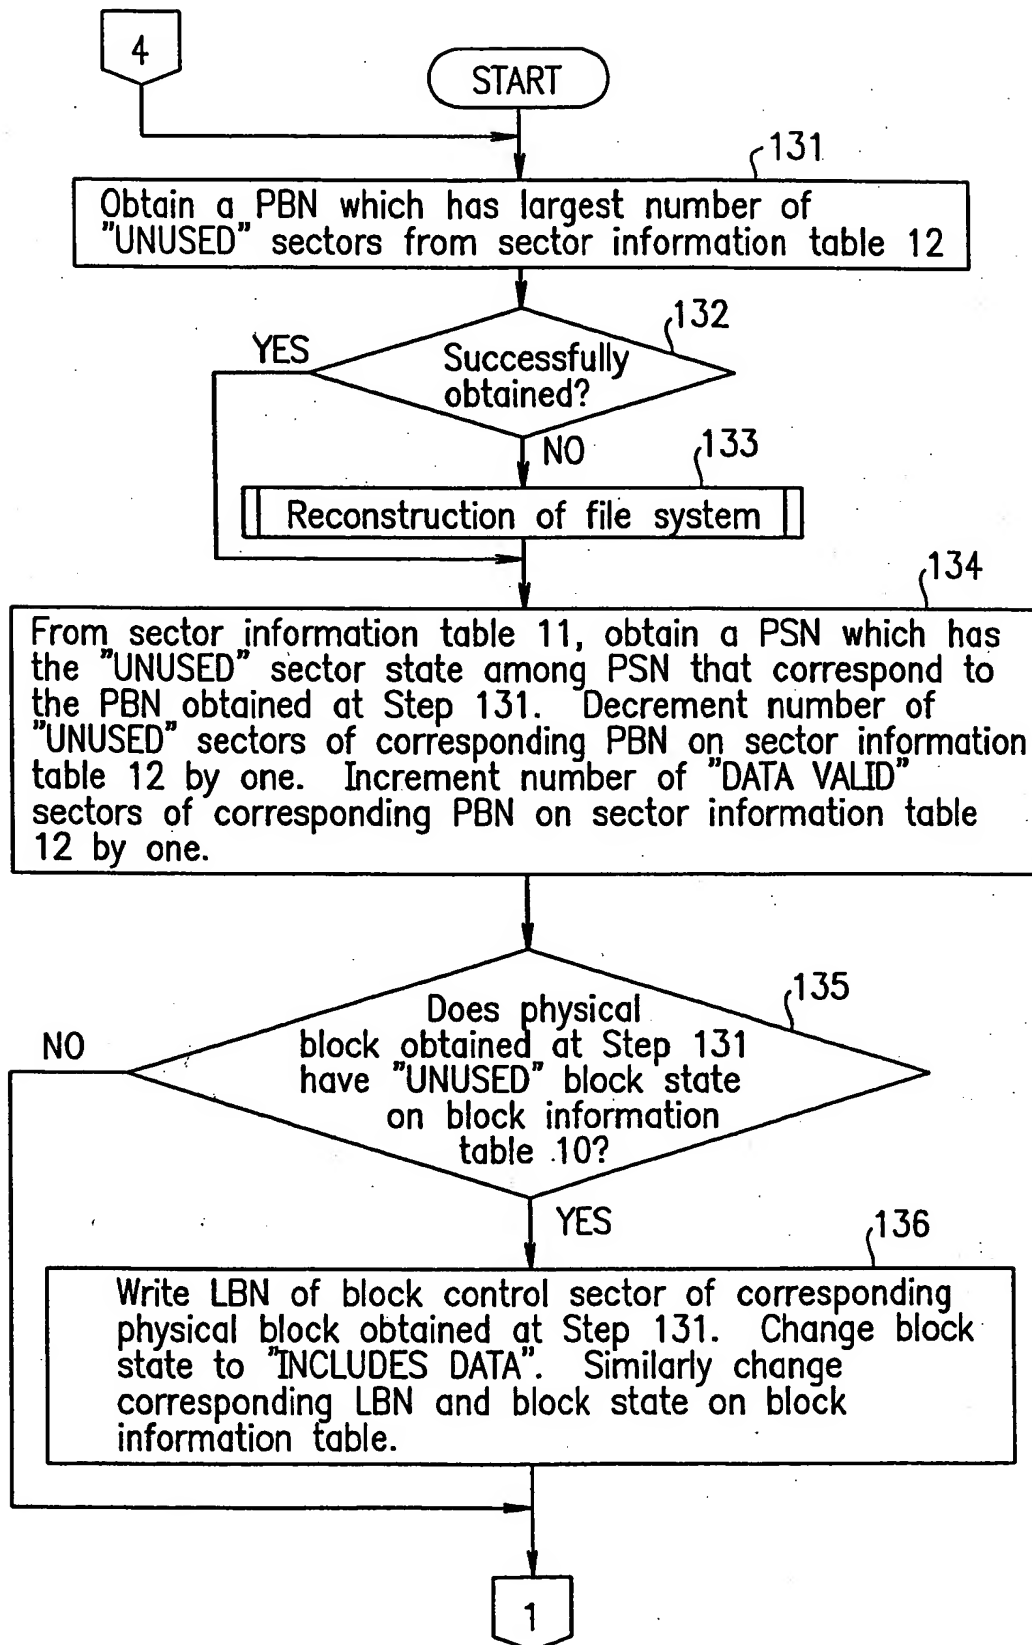 4
START
131
Obtain a PBN which has largest number of
"UNUSED" sectors from sector information table 12
132
YES
Successfully
obtained?
NO
133
Reconstruction of file system
134
From sector information table 11, obtain a PSN which has
the "UNUSED" sector state among PSN that correspond to
the PBN obtained at Step 131. Decrement number of
"UNUSED" sectors of corresponding PBN on sector information
table 12 by one. Increment number of "DATA VALID"
sectors of corresponding PBN on sector information table
12 by one.
135
NO
Does physical
block obtained at Step 131
have "UNUSED" block state
on block information
table 10?
YES
136
Write LBN of block control sector of corresponding
physical block obtained at Step 131. Change block
state to "INCLUDES DATA". Similarly change
corresponding LBN and block state on block
information table.
1